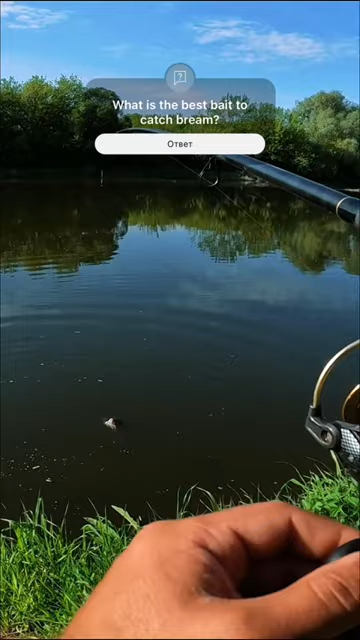 What is the best bait to
catch bream?
Ответ